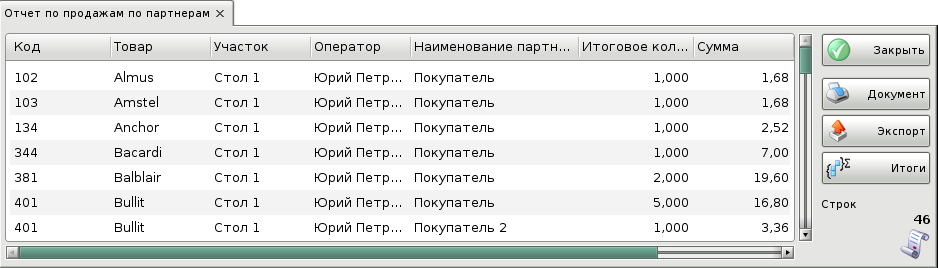 Отчет по продажам по партнерам ×
Код Товар Участок Оператор Наименование партн... Итоговое кол... Сумма
102 Almus Стол 1 Юрий Петр... Покупатель 1,000 1,68
103 Amstel Стол 1 Юрий Петр... Покупатель 1,000 1,68
134 Anchor Стол 1 Юрий Петр... Покупатель 1,000 2,52
344 Bacardi Стол 1 Юрий Петр... Покупатель 1,000 7,00
381 Balblair Стол 1 Юрий Петр... Покупатель 2,000 19,60
401 Bullit Стол 1 Юрий Петр... Покупатель 5,000 16,80
401 Bullit Стол 1 Юрий Петр... Покупатель 2 1,000 3,36
Закрыть
Документ
Экспорт
Итоги
Строк
46